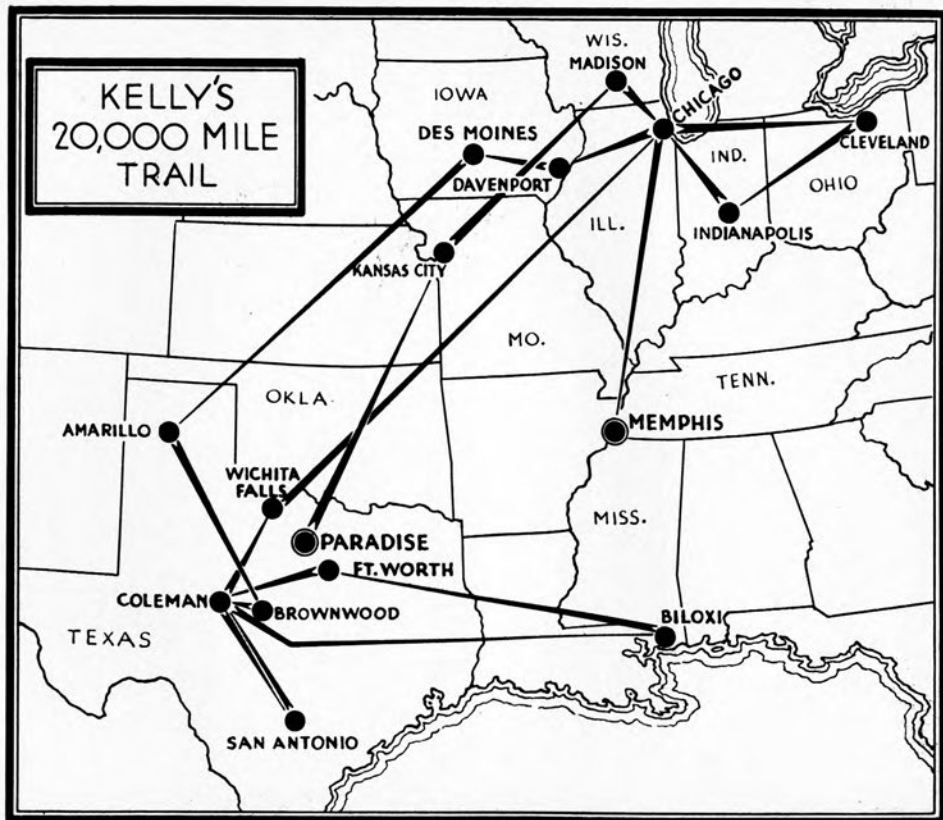 KELLY'S
20,000 MILE
TRAIL
WIS.
MADISON
CHICAGO
IOWA
DES MOINES
DAVENPORT
IND.
CLEVELAND
OHIO
ILL.
INDIANAPOLIS
KANSAS CITY
MO.
TENN.
OKLA.
AMARILLO
MEMPHIS
WICHITA
FALLS
MISS.
PARADISE
FT. WORTH
COLEMAN
BROWNWOOD
BILOXI
TEXAS
SAN ANTONIO